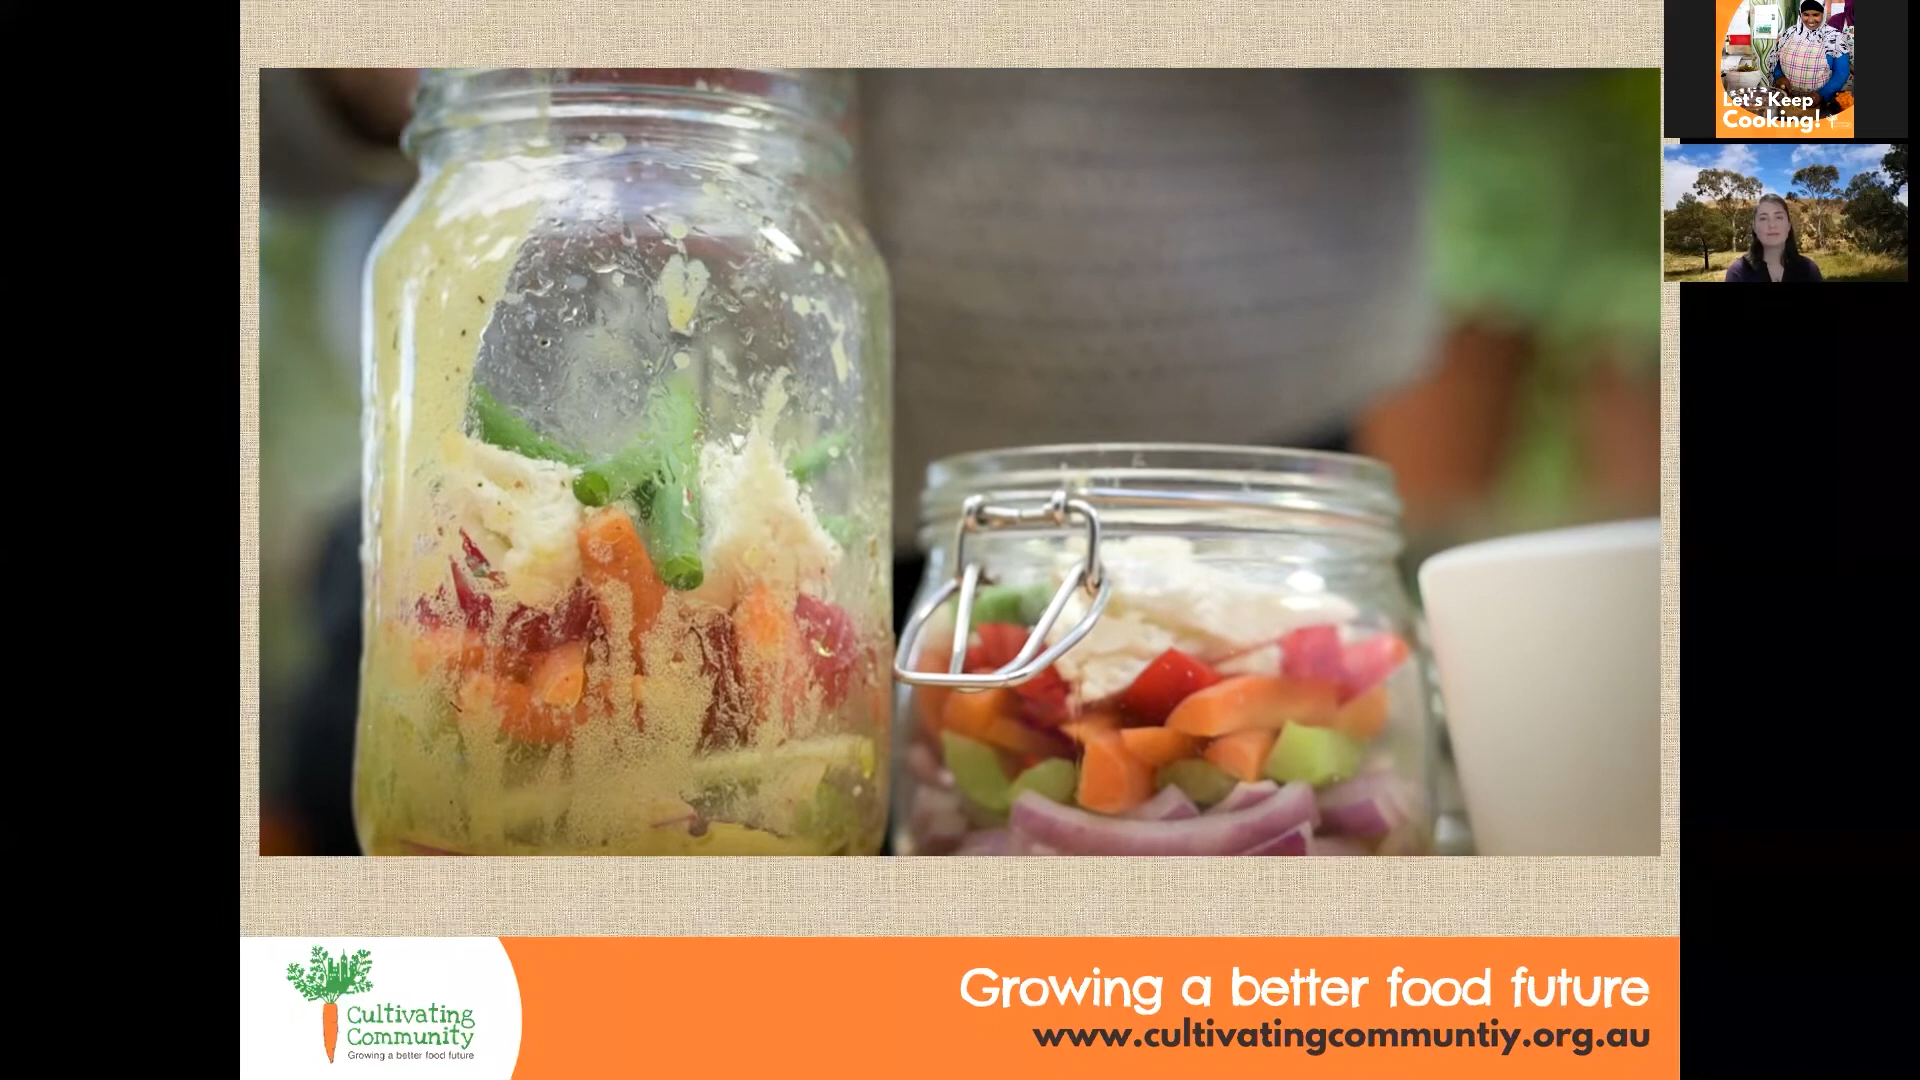 Let's Keep
Cooking!
Cultivating
Community
Growing a better food future
Growing a better food future
www.cultivatingcommuntiy.org.au